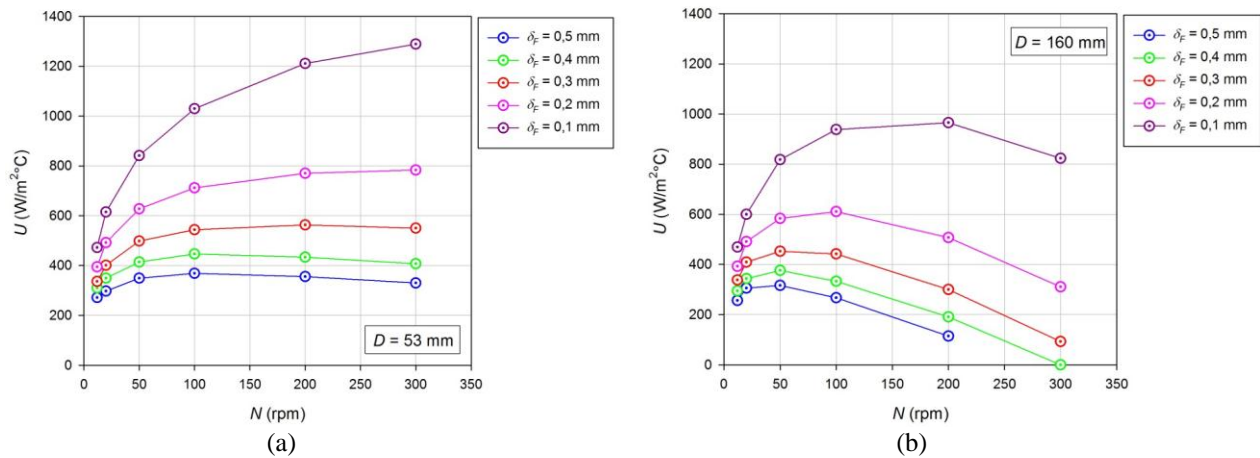 1400
1200
1000
800
600
400
200
0
U (W/m²°C)
0 50 100 150 200 250 300 350
N (rpm)
D = 53 mm
δF = 0,5 mm
δF = 0,4 mm
δF = 0,3 mm
δF = 0,2 mm
δF = 0,1 mm
(a)
1400
1200
1000
800
600
400
200
0
U (W/m²°C)
0 50 100 150 200 250 300 350
N (rpm)
D = 160 mm
δF = 0,5 mm
δF = 0,4 mm
δF = 0,3 mm
δF = 0,2 mm
δF = 0,1 mm
(b)